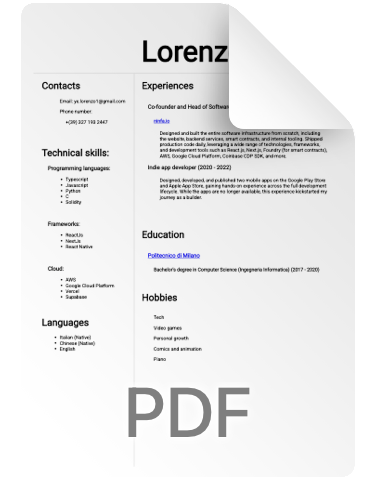 Lorenz
Contacts
Email: ys.lorenzo1@gmail.com
Phone number:
+(39) 327 193 2447
Technical skills:
Programming languages:
Typescript
Javascript
Python
C
Solidity
Frameworks:
ReactJs
NextJs
React Native
Cloud:
AWS
Google Cloud Platform
Vercel
Supabase
Languages
Italian (Native)
Chinese (Native)
English
Experiences
Co-founder and Head of Softwar
ninfa.io
Designed and built the entire software infrastructure from scratch, including
the website, backend services, smart contracts, and internal tooling. Shipped
production code daily, leveraging a wide range of technologies, frameworks,
and development tools such as React.js, Next.js, Foundry (for smart contracts),
AWS, Google Cloud Platform, Coinbase CDP SDK, and more.
Indie app developer (2020 - 2022)
Designed, developed, and published two mobile apps on the Google Play Store
and Apple App Store, gaining hands-on experience across the full development
lifecycle. While the apps are no longer available, this experience kickstarted my
journey as a builder.
Education
Politecnico di Milano
Bachelor's degree in Computer Science (Ingegneria Informatica) (2017 - 2020)
Hobbies
Tech
Video games
Personal growth
Comics and animation
Piano
PDF